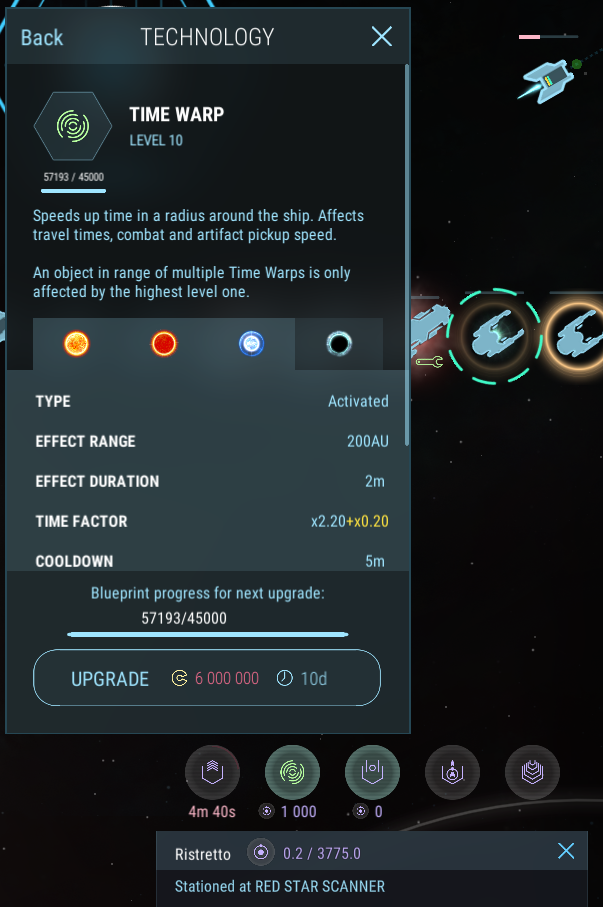 Back TECHNOLOGY
TIME WARP
LEVEL 10
57193 / 45000
Speeds up time in a radius around the ship. Affects
travel times, combat and artifact pickup speed.
An object in range of multiple Time Warps is only
affected by the highest level one.
TYPE Activated
EFFECT RANGE 200AU
EFFECT DURATION 2m
TIME FACTOR x2.20+x0.20
COOLDOWN 5m
Blueprint progress for next upgrade:
57193/45000
UPGRADE 6 000 000 10d
4m 40s 1 000 0
Ristretto 0.2 / 3775.0
Stationed at RED STAR SCANNER